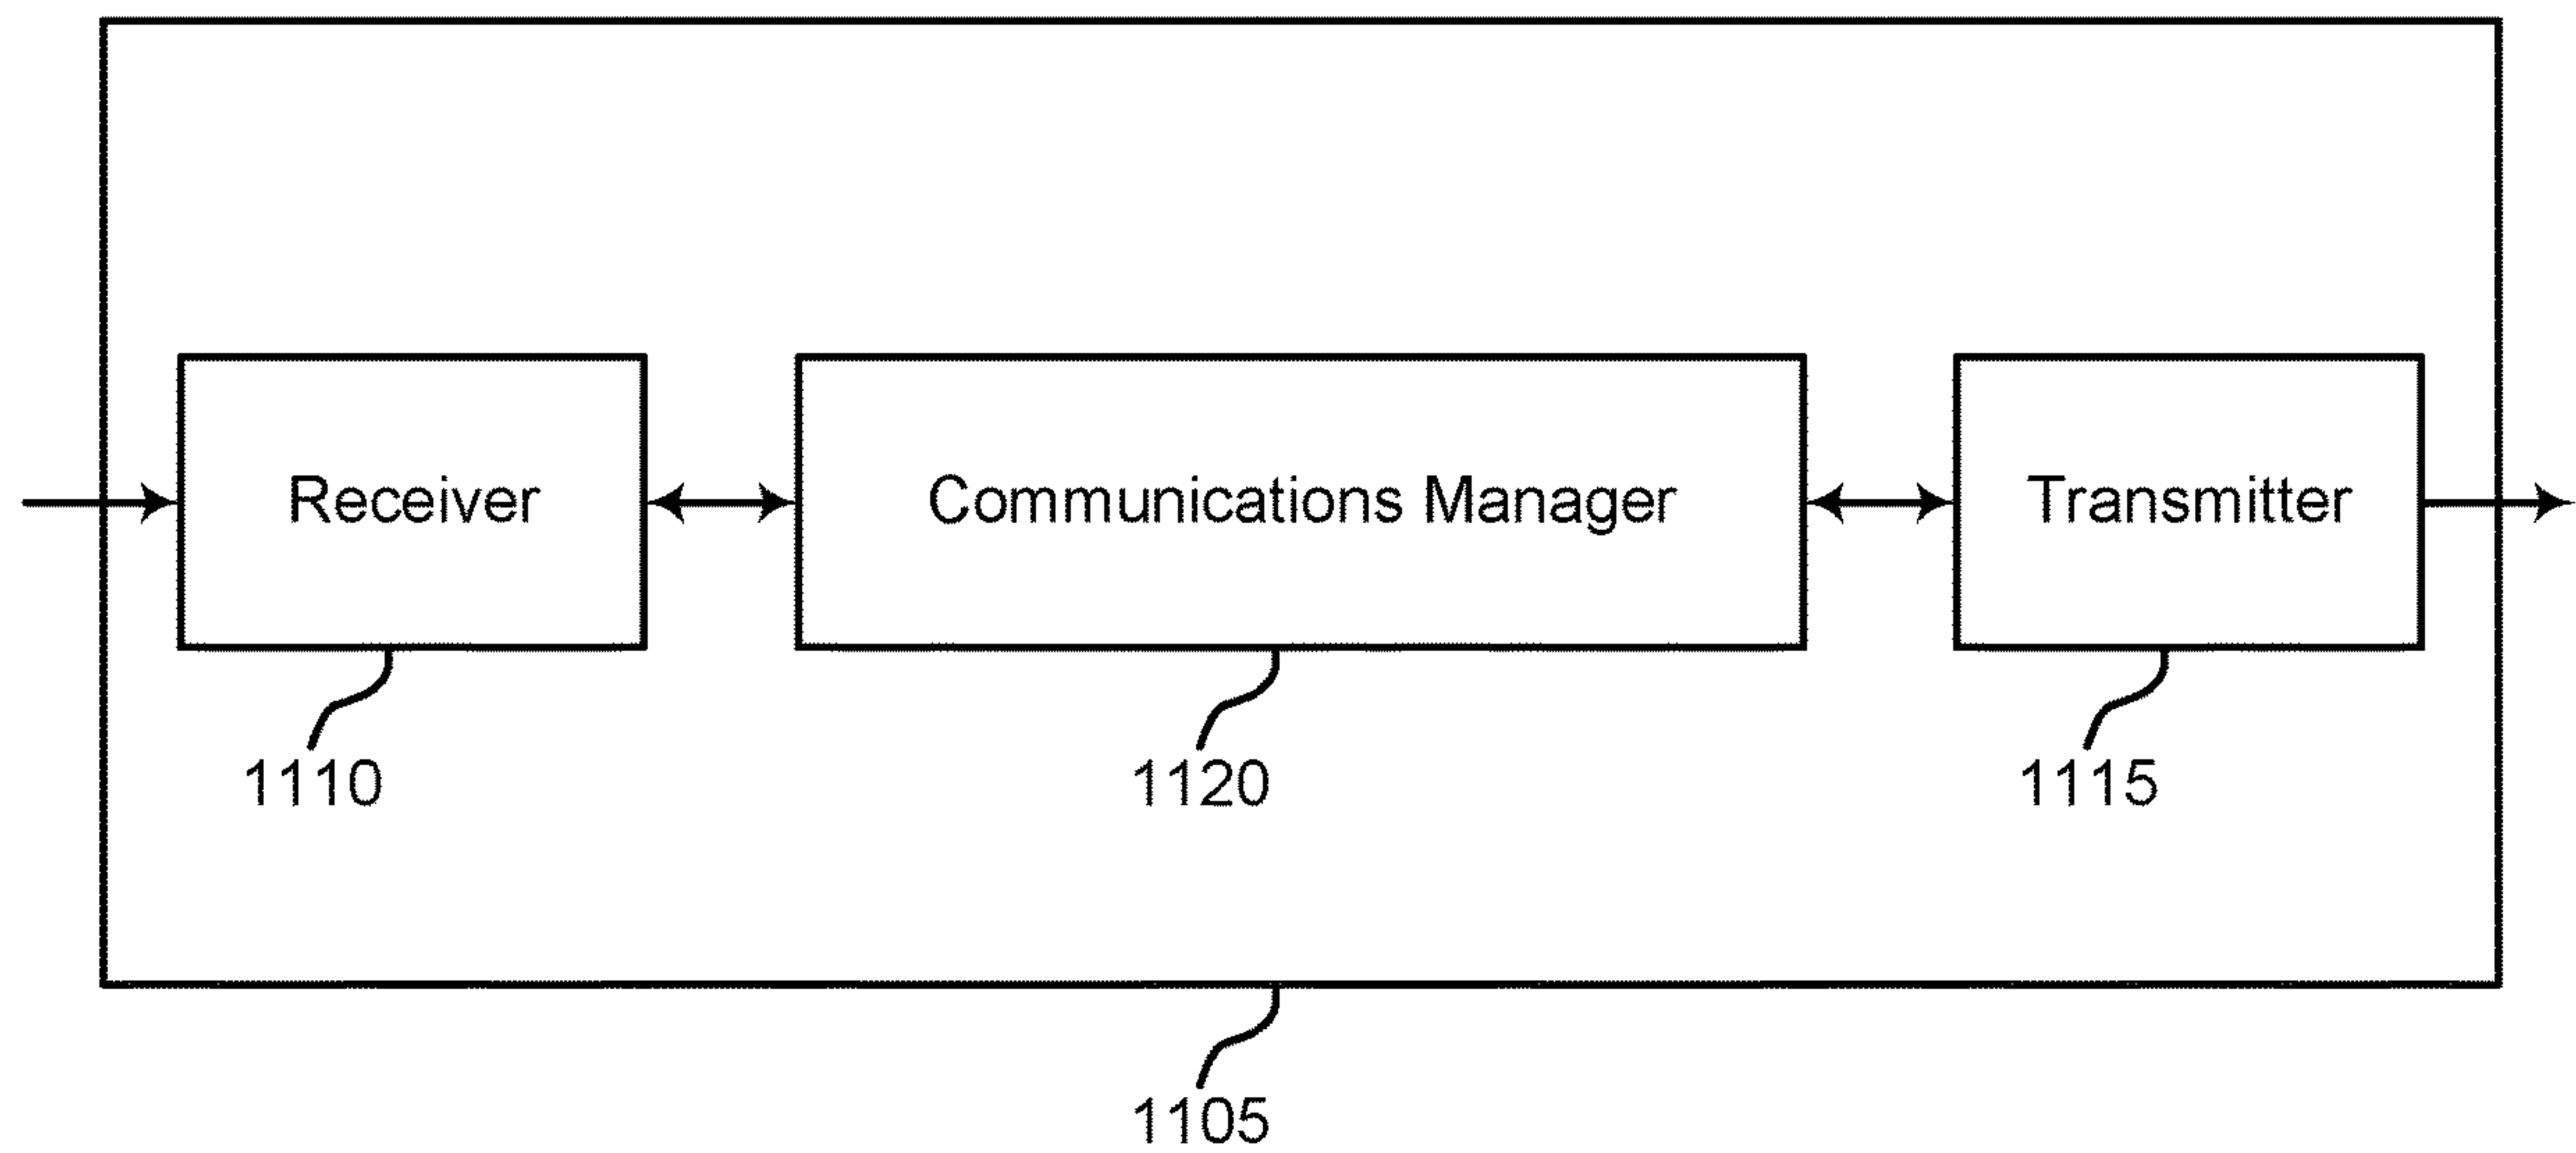 Receiver
Communications Manager
Transmitter
1110
1120
1115
1105